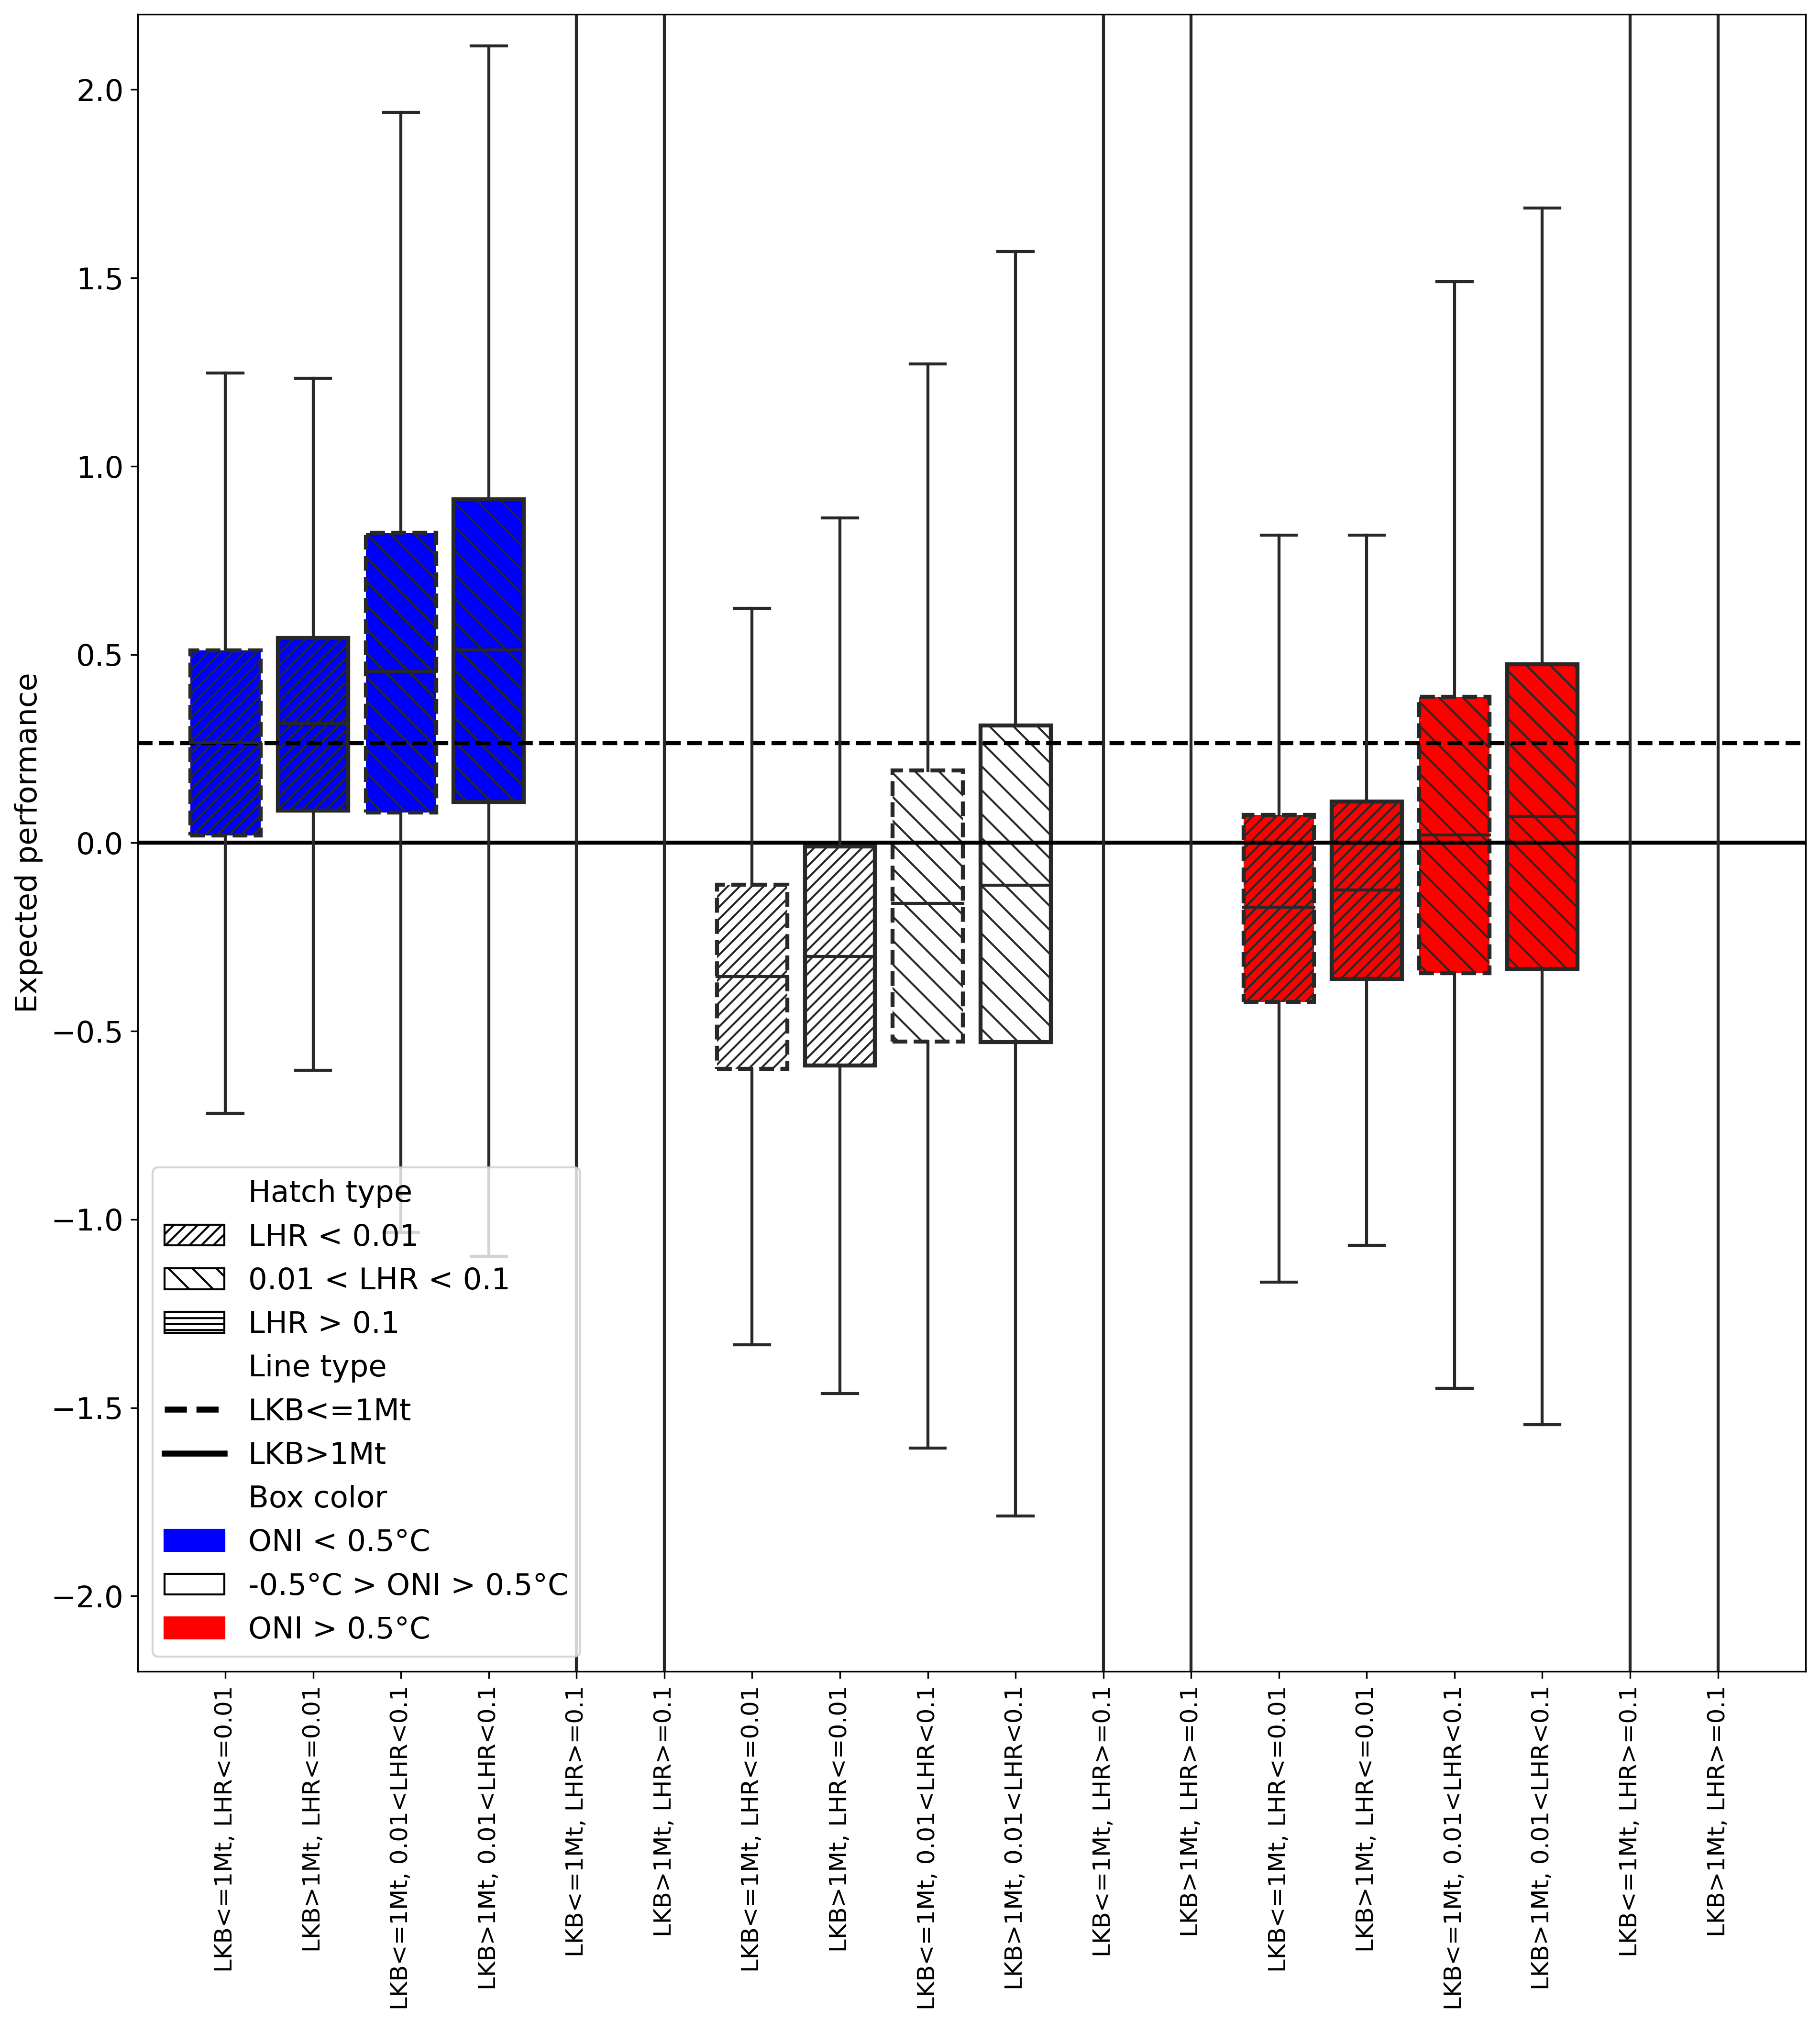 Expected performance
2.0
1.5
1.0
0.5
0.0
−0.5
−1.0
−1.5
−2.0
Hatch type
LHR < 0.01
0.01 < LHR < 0.1
LHR > 0.1
Line type
LKB<=1Mt
LKB>1Mt
Box color
ONI < 0.5°C
-0.5°C > ONI > 0.5°C
ONI > 0.5°C
LKB<=1Mt, LHR<=0.01
LKB>1Mt, LHR<=0.01
LKB<=1Mt, 0.01<LHR<0.1
LKB>1Mt, 0.01<LHR<0.1
LKB<=1Mt, LHR>=0.1
LKB>1Mt, LHR>=0.1
LKB<=1Mt, LHR<=0.01
LKB>1Mt, LHR<=0.01
LKB<=1Mt, 0.01<LHR<0.1
LKB>1Mt, 0.01<LHR<0.1
LKB<=1Mt, LHR>=0.1
LKB>1Mt, LHR>=0.1
LKB<=1Mt, LHR<=0.01
LKB>1Mt, LHR<=0.01
LKB<=1Mt, 0.01<LHR<0.1
LKB>1Mt, 0.01<LHR<0.1
LKB<=1Mt, LHR>=0.1
LKB>1Mt, LHR>=0.1